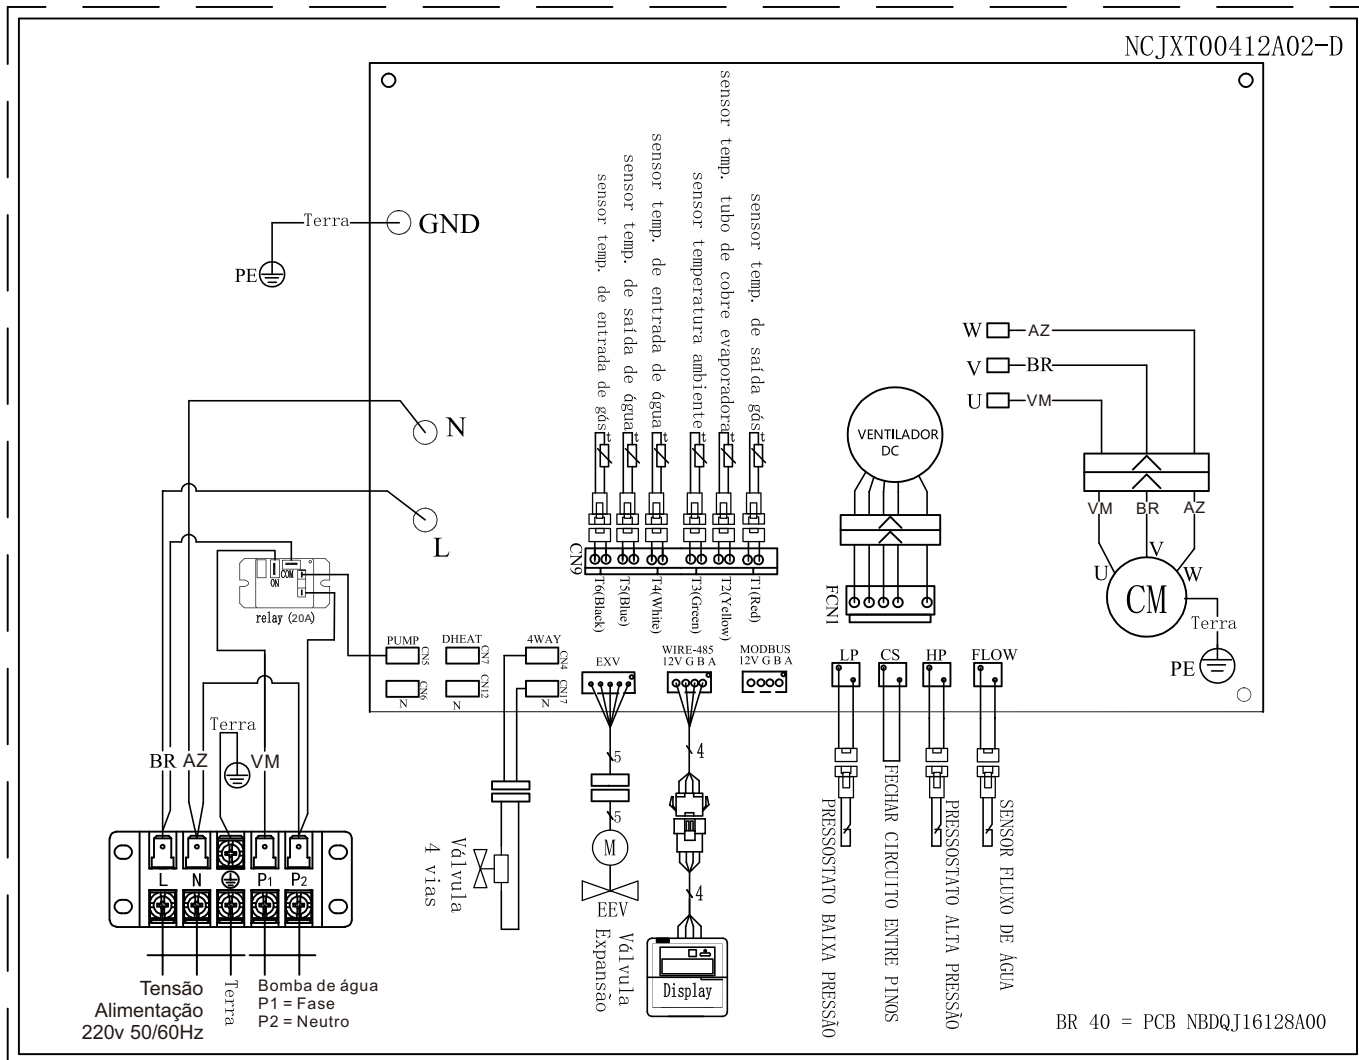 NCJXT00412A02-D
sensor temp. de entrada de gás
sensor temp. de saída de água
sensor temp. de entrada de água
sensor temperatura ambiente
sensor temp. tubo de cobre evaporadora
sensor temp. de saída gás
t
t
t
t
t
t
Terra
GND
PE
N
L
W
AZ
V
BR
U
VM
VENTILADOR
DC
VM
BR
AZ
U
V
W
CM
Terra
PE
CN9
T6(Black)
T5(Blue)
T4(White)
T3(Green)
T2(Yellow)
T1(Red)
FCN1
ON
COM
relay (20A)
PUMP
CN5
CN6
N
DHEAT
CN7
CN12
N
4WAY
CN4
CN17
N
EXV
WIRE-485
12V G B A
MODBUS
12V G B A
LP
CS
HP
FLOW
Terra
BR
AZ
VM
5
5
4
4
M
EEV
Válvula
4 vias
Válvula
Expansão
Display
PRESSOSTATO BAIXA PRESSÃO
FECHAR CIRCUITO ENTRE PINOS
PRESSOSTATO ALTA PRESSÃO
SENSOR FLUXO DE ÁGUA
L
N
P1
P2
Tensão
Alimentação
220v 50/60Hz
Terra
Bomba de água
P1 = Fase
P2 = Neutro
BR 40 = PCB NBDQJ16128A00